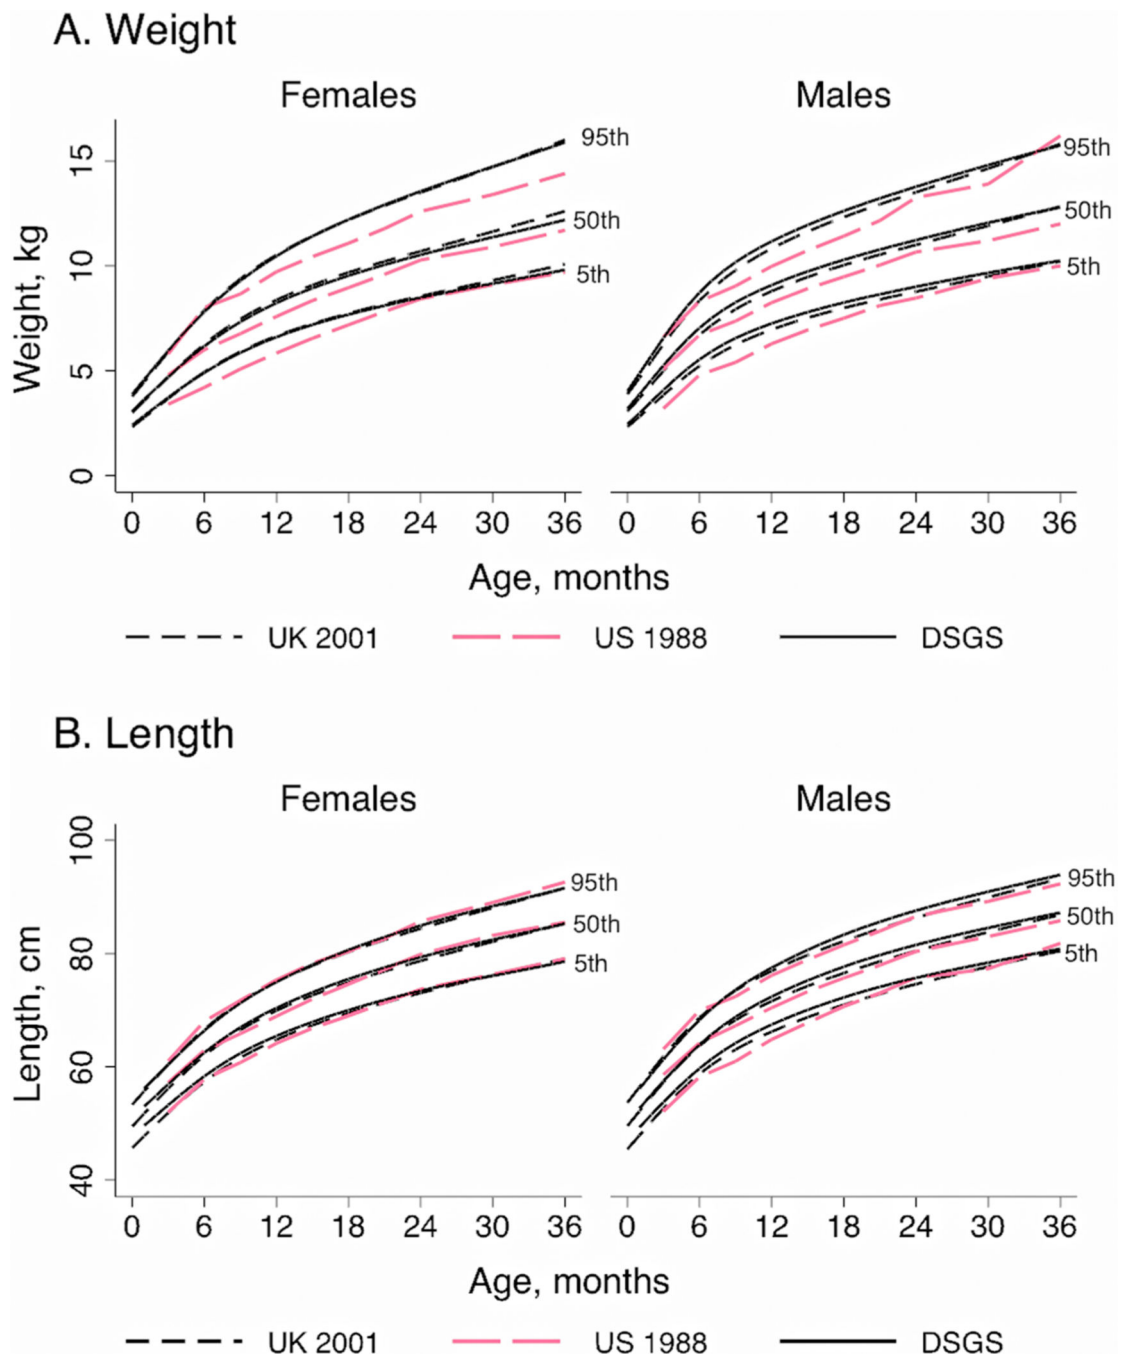 A. Weight
Females Males
Weight, kg
15
10
5
0
95th
50th
5th
95th
50th
5th
0 6 12 18 24 30 36 0 6 12 18 24 30 36
Age, months
UK 2001 US 1988 DSGS
B. Length
Females Males
Length, cm
100
80
60
40
95th
50th
5th
95th
50th
5th
0 6 12 18 24 30 36 0 6 12 18 24 30 36
Age, months
UK 2001 US 1988 DSGS